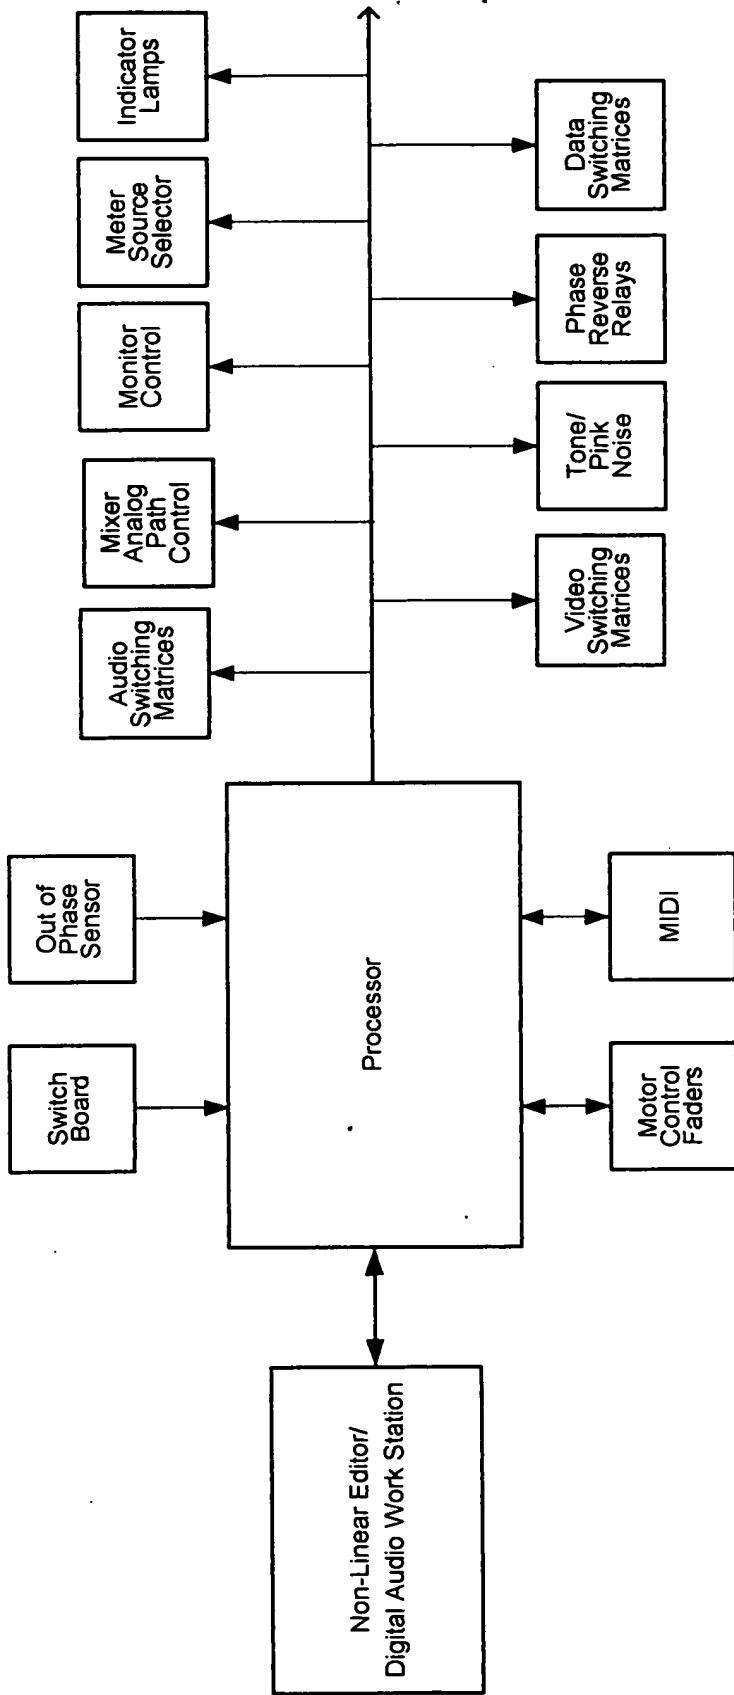 Non-Linear Editor/
Digital Audio Work Station
Switch
Board
Out of
Phase
Sensor
Processor
Motor
Control
Faders
MIDI
Audio
Switching
Matrices
Mixer
Analog
Path
Control
Monitor
Control
Meter
Source
Selector
Indicator
Lamps
Video
Switching
Matrices
Tone/
Pink
Noise
Phase
Reverse
Relays
Data
Switching
Matrices